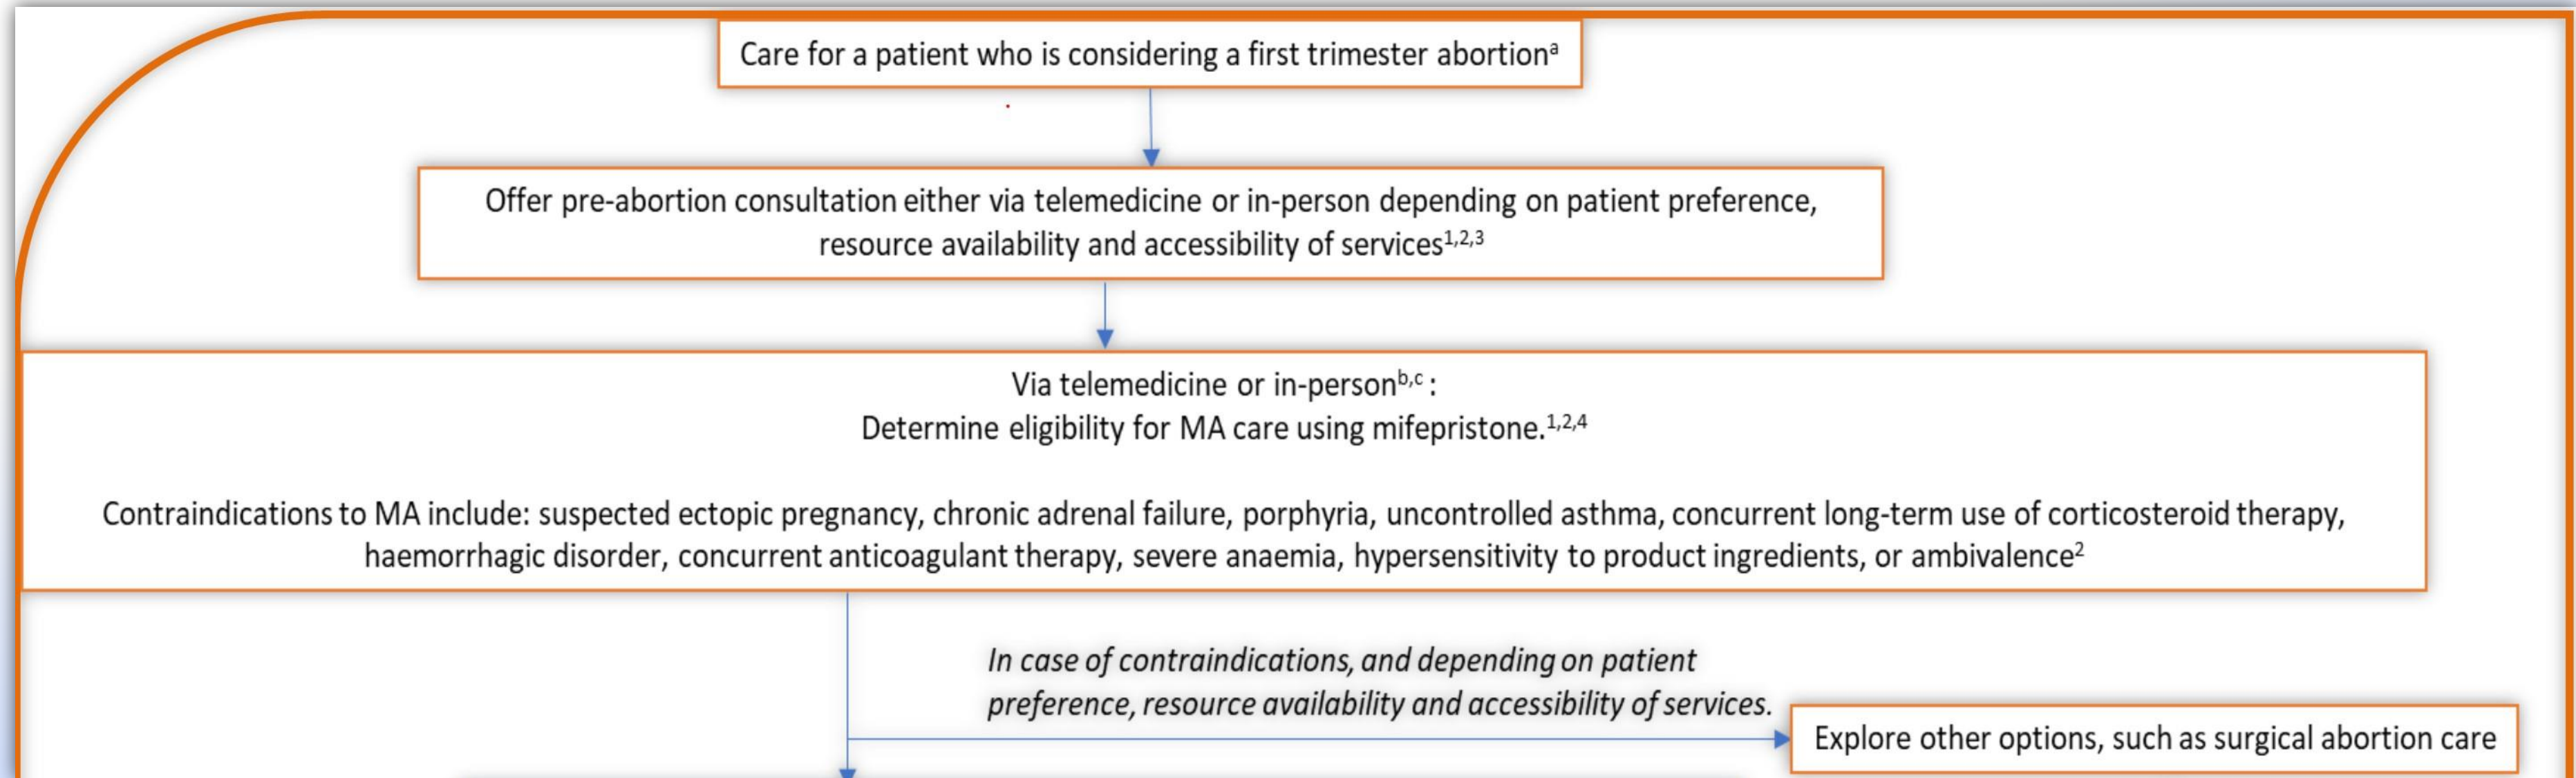 Care for a patient who is considering a first trimester abortionᵃ
Offer pre-abortion consultation either via telemedicine or in-person depending on patient preference,
resource availability and accessibility of services¹,²,³
Via telemedicine or in-personᵇ,ᶜ :
Determine eligibility for MA care using mifepristone.¹,²,⁴
Contraindications to MA include: suspected ectopic pregnancy, chronic adrenal failure, porphyria, uncontrolled asthma, concurrent long-term use of corticosteroid therapy,
haemorrhagic disorder, concurrent anticoagulant therapy, severe anaemia, hypersensitivity to product ingredients, or ambivalence²
In case of contraindications, and depending on patient
preference, resource availability and accessibility of services.
Explore other options, such as surgical abortion care